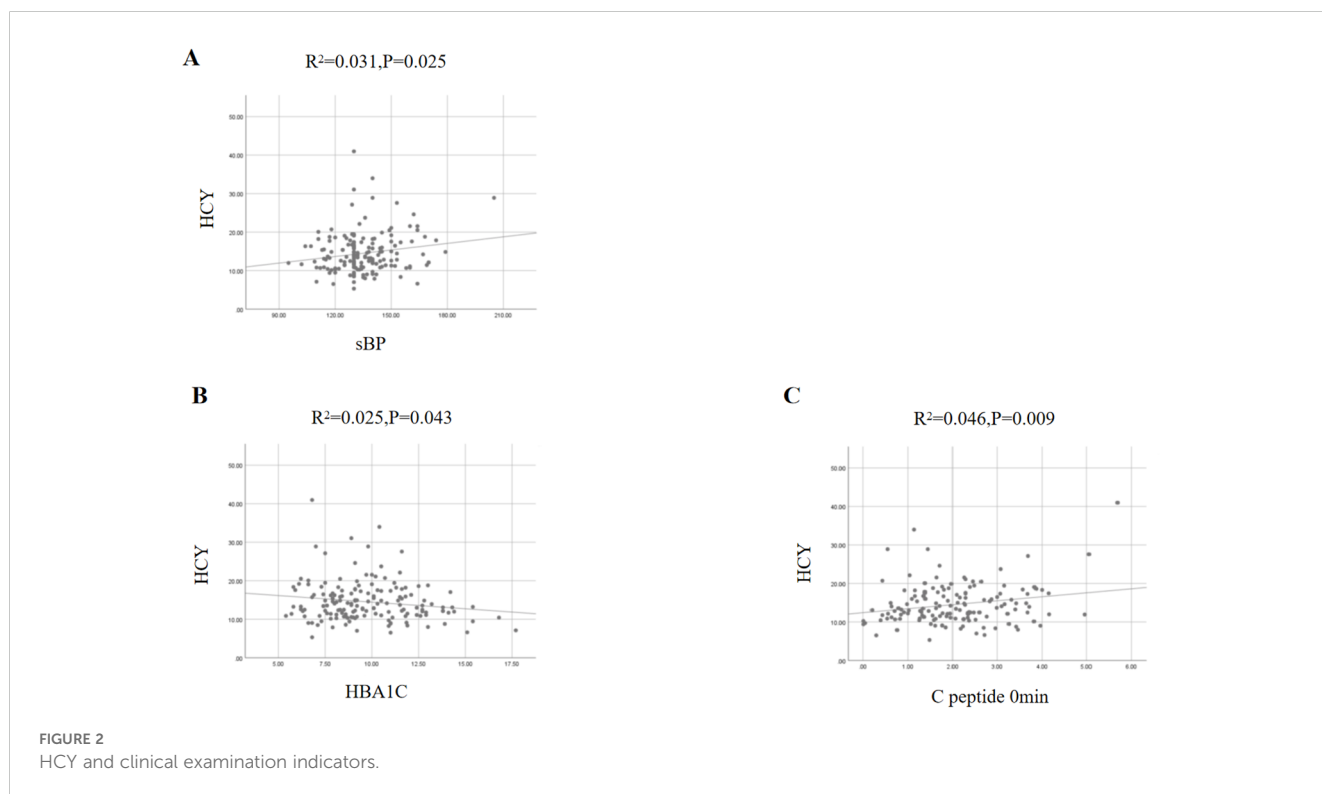 A
R²=0.031,P=0.025
50.00
40.00
30.00
20.00
10.00
.00
HCY
90.00 120.00 150.00 180.00 210.00
sBP
B
R²=0.025,P=0.043
50.00
40.00
30.00
20.00
10.00
.00
HCY
5.00 7.50 10.00 12.50 15.00 17.50
HBA1C
C
R²=0.046,P=0.009
50.00
40.00
30.00
20.00
10.00
.00
HCY
.00 1.00 2.00 3.00 4.00 5.00 6.00
C peptide 0min
FIGURE 2
HCY and clinical examination indicators.